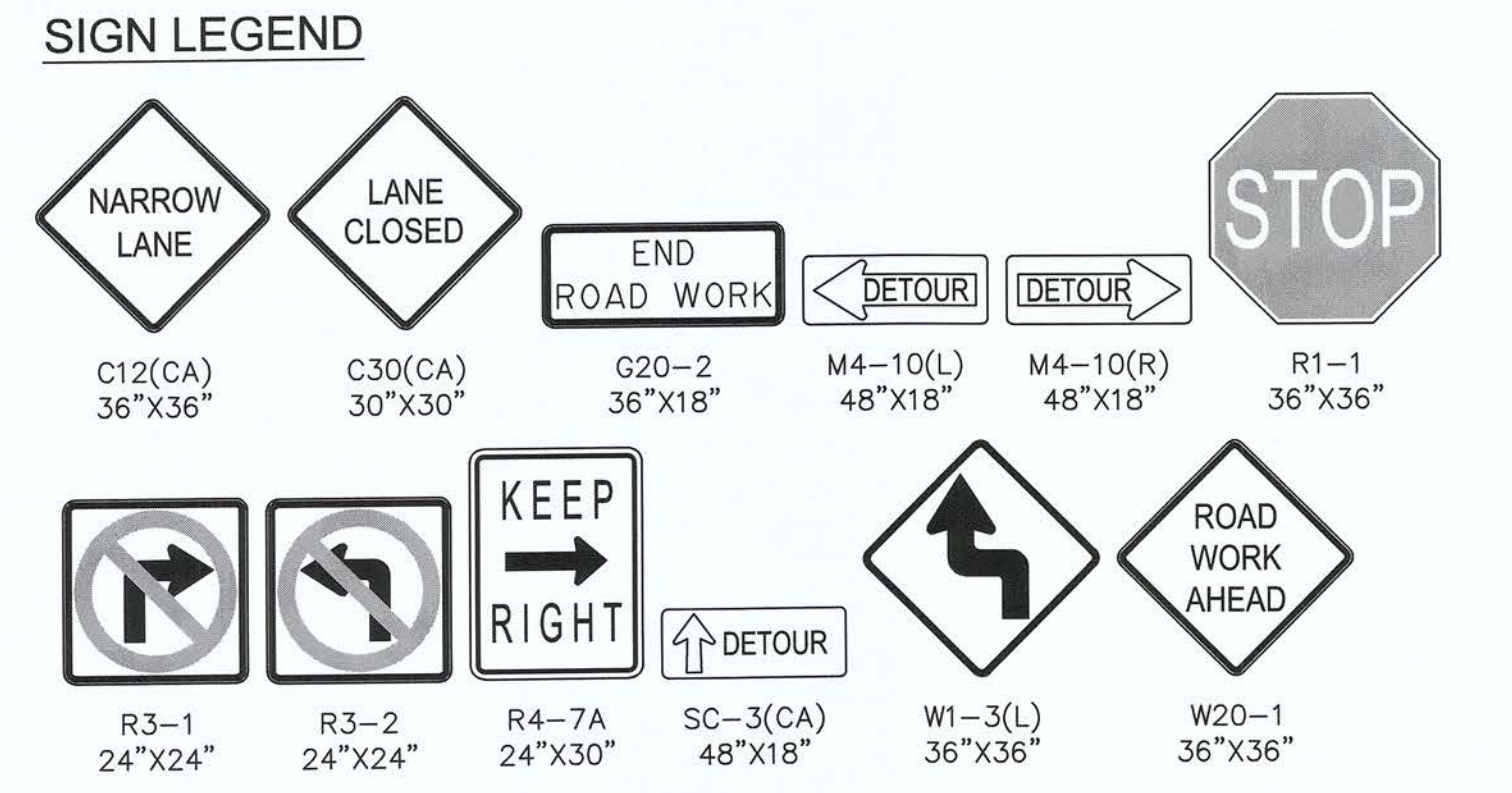 SIGN LEGEND
NARROW
LANE
C12(CA)
36”X36”
LANE
CLOSED
C30(CA)
30”X30”
END
ROAD WORK
G20-2
36”X18”
DETOUR
M4-10(L)
48”X18”
DETOUR
M4-10(R)
48”X18”
STOP
R1-1
36”X36”
R3-1
24”X24”
R3-2
24”X24”
KEEP
RIGHT
R4-7A
24”X30”
DETOUR
SC-3(CA)
48”X18”
W1-3(L)
36”X36”
ROAD
WORK
AHEAD
W20-1
36”X36”